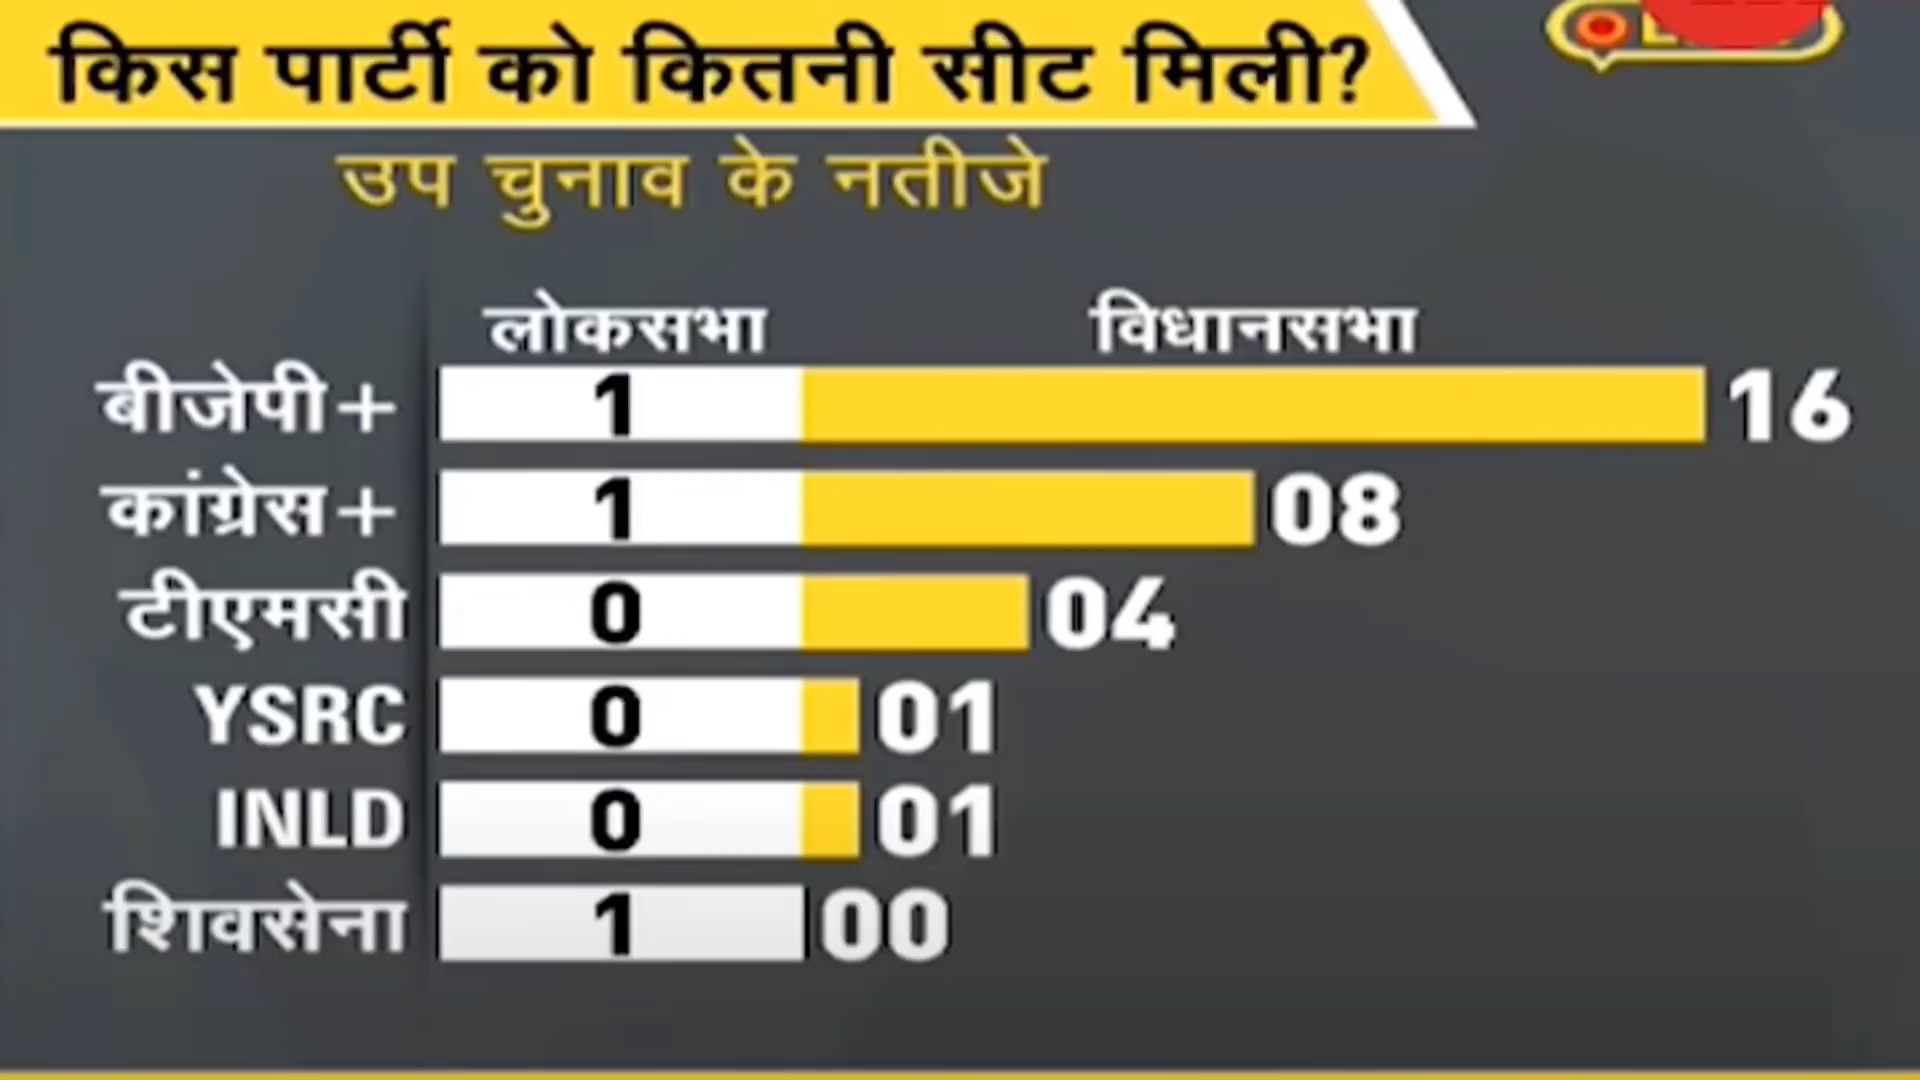 किस पार्टी को कितनी सीट मिली?
उप चुनाव के नतीजे
लोकसभा विधानसभा
बीजेपी+ 1 16
कांग्रेस+ 1 08
टीएमसी 0 04
YSRC 0 01
INLD 0 01
शिवसेना 1 00